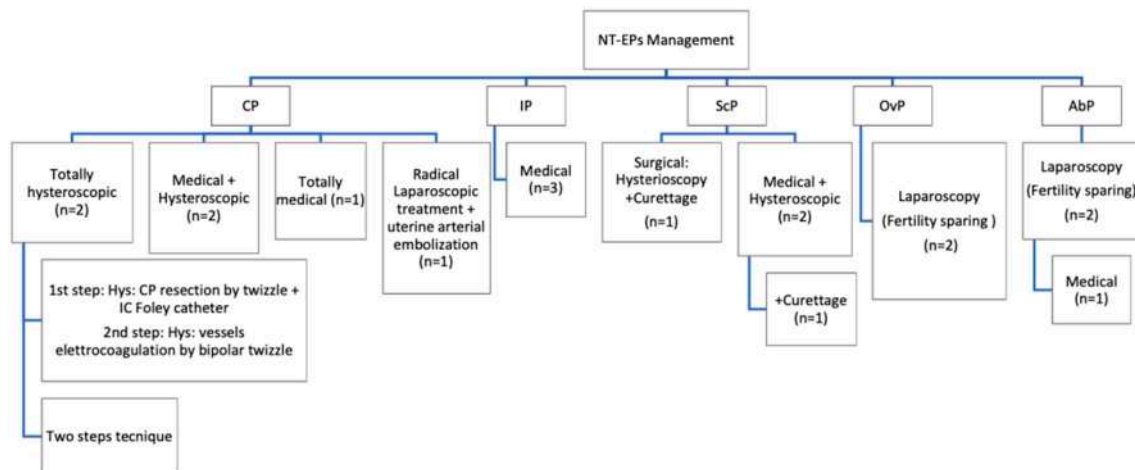 NT-EPs Management
CP
IP
ScP
OvP
AbP
Totally
hysteroscopic
(n=2)
Medical +
Hysteroscopic
(n=2)
Totally
medical (n=1)
Radical
Laparoscopic
treatment +
uterine arterial
embolization
(n=1)
Medical
(n=3)
Surgical:
Hysterioscopy
+Curettage
(n=1)
Medical +
Hysteroscopic
(n=2)
Laparoscopy
(Fertility sparing )
(n=2)
Laparoscopy
(Fertility sparing)
(n=2)
1st step: Hys: CP resection by twizzle +
IC Foley catheter
2nd step: Hys: vessels
elettrocoagulation by bipolar twizzle
+Curettage
(n=1)
Medical
(n=1)
Two steps tecnique